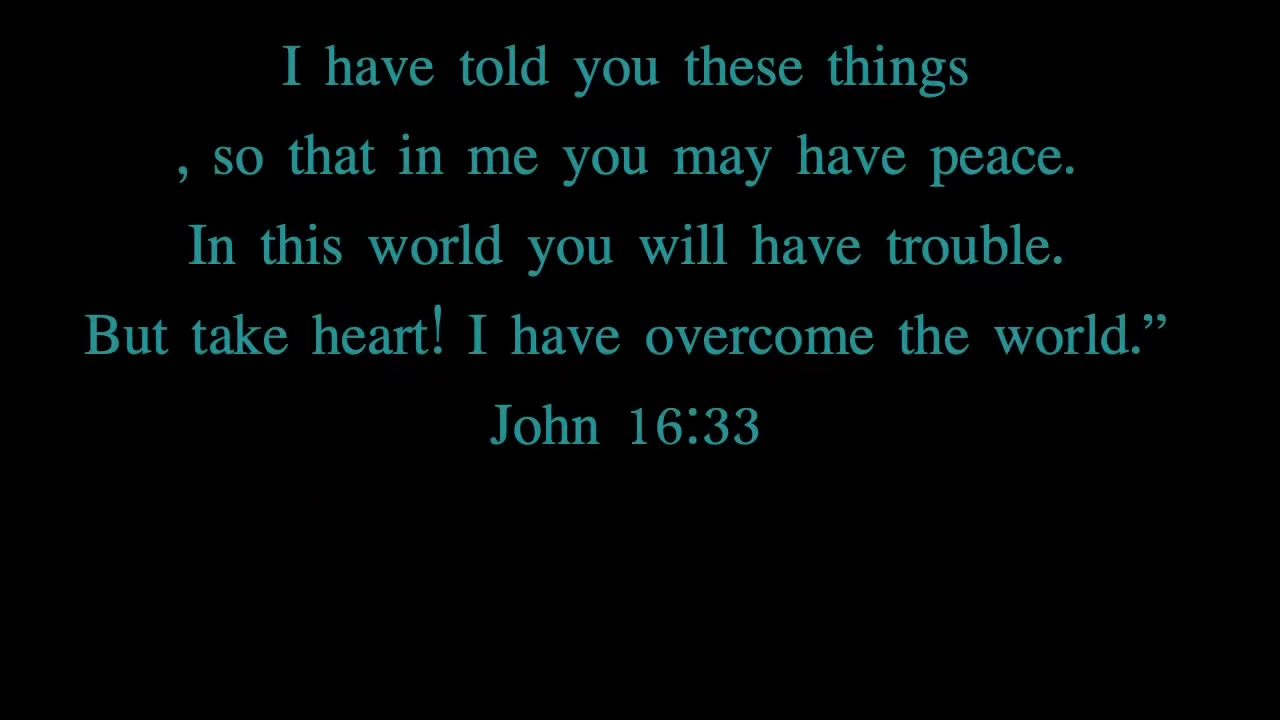 I have told you these things
, so that in me you may have peace.
In this world you will have trouble.
But take heart! I have overcome the world.”
John 16:33